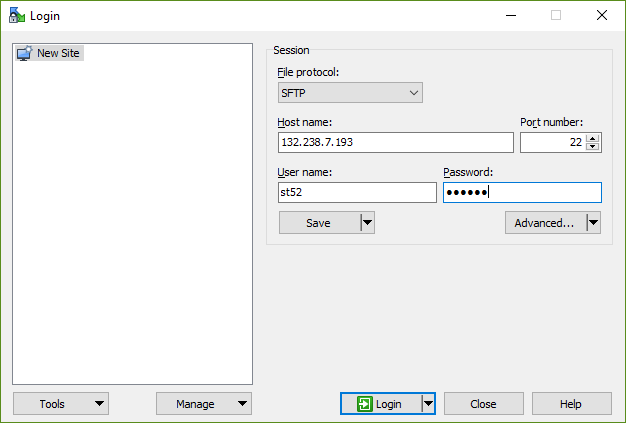 Login
New Site
Session
File protocol:
SFTP
Host name:
Port number:
132.238.7.193
22
User name:
Password:
st52
••••••
Save
Advanced...
Tools
Manage
Login
Close
Help